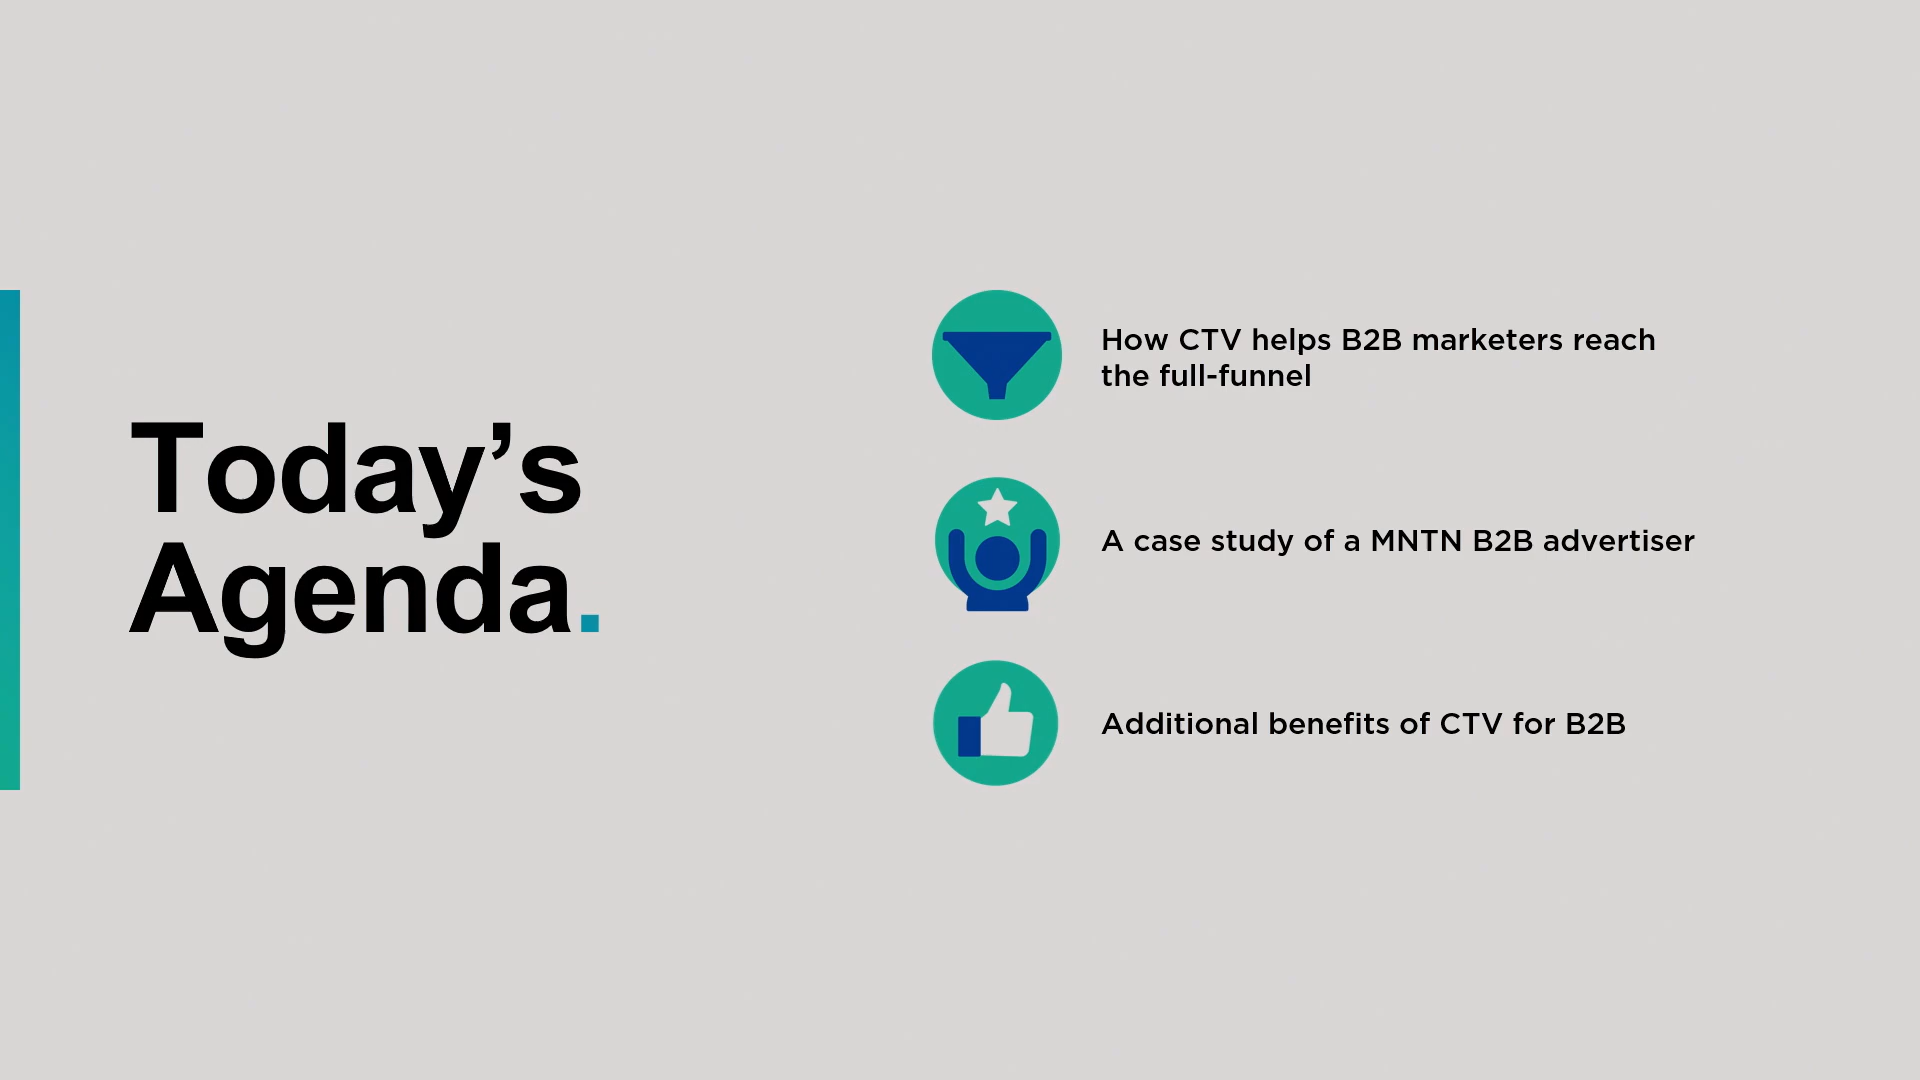 Today’s
Agenda.
How CTV helps B2B marketers reach
the full-funnel
A case study of a MNTN B2B advertiser
Additional benefits of CTV for B2B